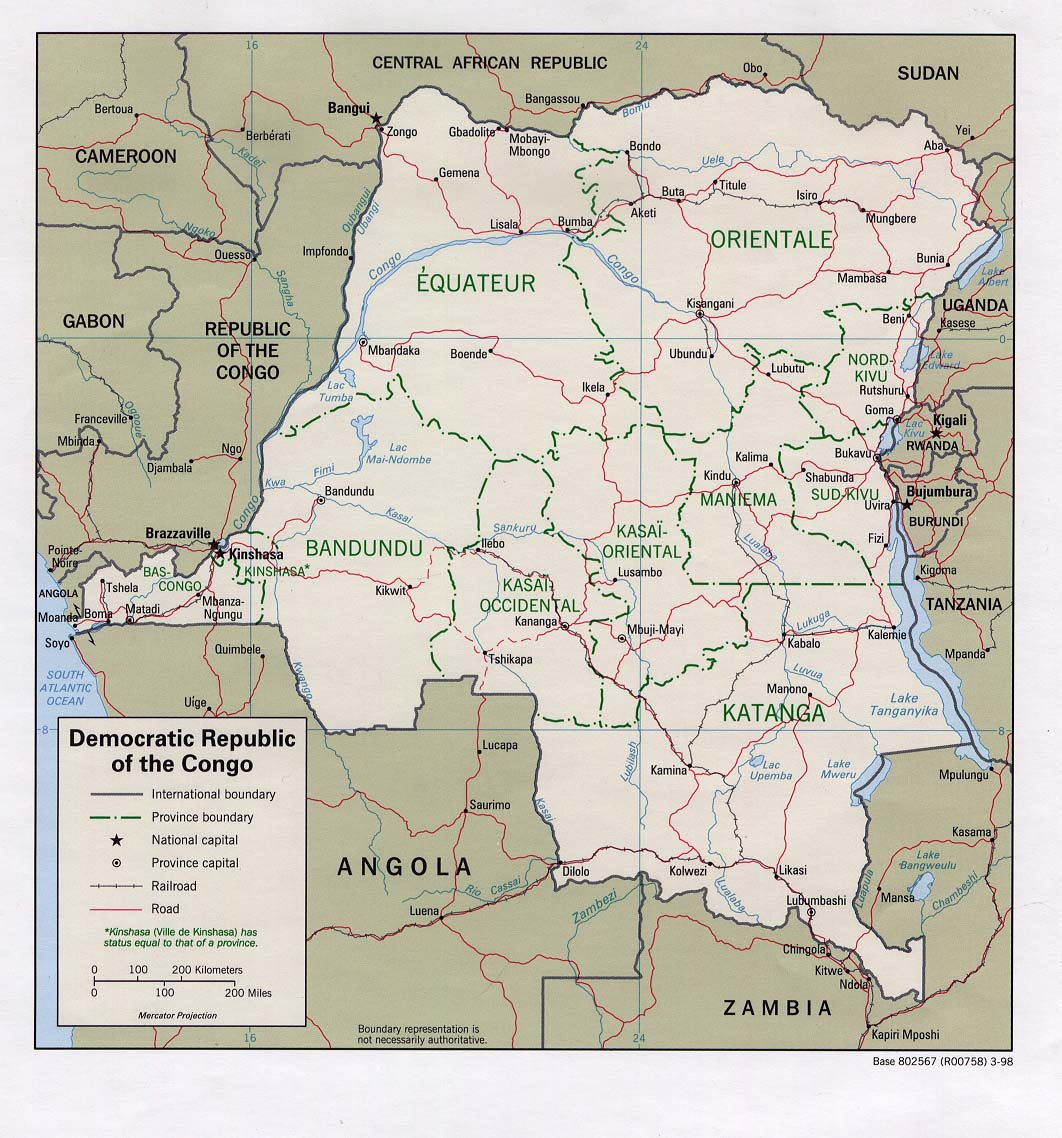 16
24
CENTRAL AFRICAN REPUBLIC
SUDAN
Obo
Bangui
Bangassou
Bomu
Bertoua
Zongo
Gbadolite
Mobayi-
Mbongo
Yei
Aba
Berbérati
CAMEROON
Kadeï
Bondo
Uele
Gemena
Buta
Titule
Isiro
Aketi
Mungbere
Oubangui
Ubangi
Lisala
Bumba
Ngoko
Ouesso
Impfondo
Congo
Congo
ORIENTALE
Bunia
Mabasa
Lake
Albert
Sangha
ÉQUATEUR
Kisangani
UGANDA
GABON
REPUBLIC
OF THE
CONGO
Beni
Kasese
0
0
Mbandaka
Boende
Ubundu
NORD-
KIVU
Lake
Edward
Lac
Tumba
Ikela
Lubutu
Rutshuru
Goma
Franceville
Ogooué
Lac
Kivu
Kigali
RWANDA
Mbinda
Ngo
Djambala
Lac
Mai-Ndombe
Bukavu
Fimi
Kwa
Kalima
Kindu
Shabunda
Bandundu
MANIEMA
SUD-KIVU
Uvira
Bujumbura
Congo
Kasai
Sankuru
BURUNDI
Brazzaville
Kinshasa
BANDUNDU
Ilebo
KASAÏ-
ORIENTAL
Lualaba
Fizi
Pointe-
Noire
BAS-
CONGO
KINSHASA*
Kigoma
ANGOLA
Tshela
Kikwit
KASAÏ
OCCIDENTAL
Lusambo
TANZANIA
Moanda
Boma
Matadi
Mbanza-
Ngungu
Kananga
Mbuji-Mayi
Lukuga
Kalemie
Soyo
Kabalo
Quimbele
Tshikapa
Mpanda
SOUTH
ATLANTIC
OCEAN
Kwango
Luvua
Manono
Uíge
KATANGA
Lake
Tanganyika
8
8
Democratic Republic
of the Congo
Lucapa
Lubilash
Kamina
Lac
Upemba
Lake
Mweru
Mpulungu
International boundary
Province boundary
National capital
Province capital
Railroad
Road
*Kinshasa (Ville de Kinshasa) has
status equal to that of a province.
0 100 200 Kilometers
0 100 200 Miles
Mercator Projection
Saurimo
Kasai
Kasama
ANGOLA
Dilolo
Kolwezi
Likasi
Lake
Bangweulu
Luapula
Chambeshi
Rio Cassai
Lualaba
Mansa
Luena
Zambezi
Lubumbashi
Chingola
Kitwe
Ndola
ZAMBIA
Boundary representation is
not necessarily authoritative.
Kapiri Mposhi
16
24
Base 802567 (R00758) 3-98